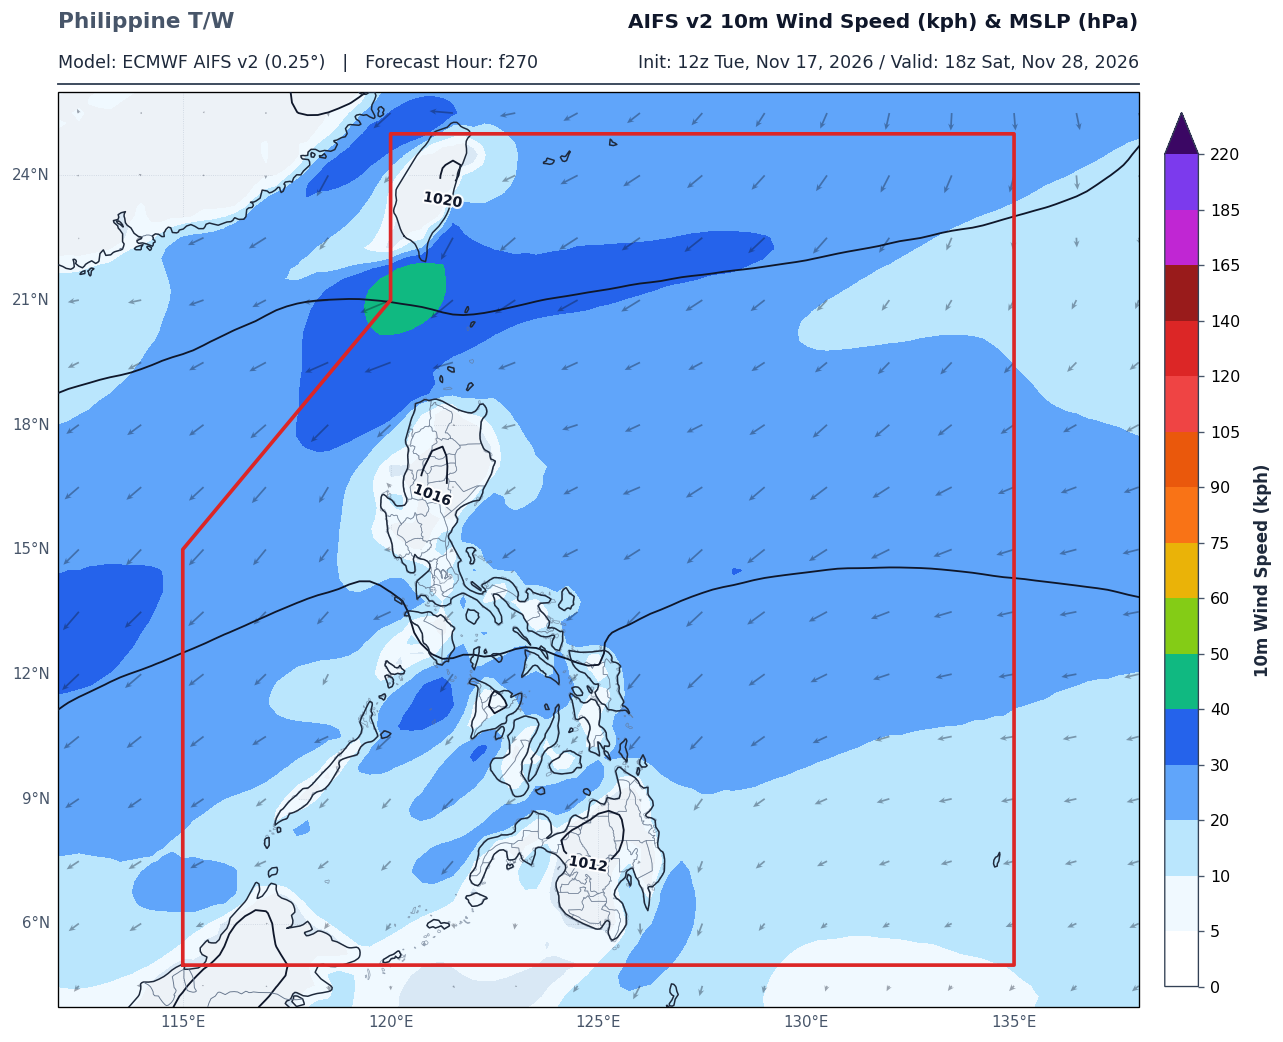 Philippine T/W
AIFS v2 10m Wind Speed (kph) & MSLP (hPa)
Model: ECMWF AIFS v2 (0.25°) | Forecast Hour: f270
Init: 12z Tue, Nov 17, 2026 / Valid: 18z Sat, Nov 28, 2026
24°N
21°N
18°N
15°N
12°N
9°N
6°N
1020
1016
1012
115°E
120°E
125°E
130°E
135°E
220
185
165
140
120
105
90
75
60
50
40
30
20
10
5
0
10m Wind Speed (kph)